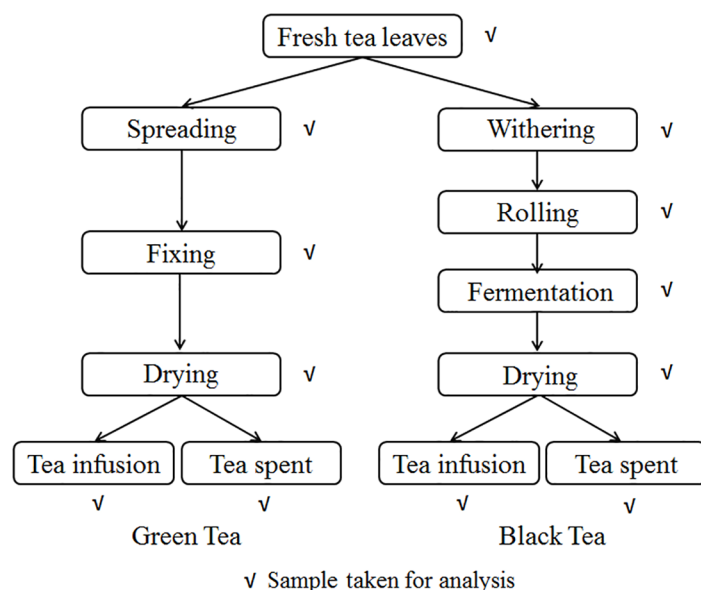 Fresh tea leaves √
Spreading √
Withering √
Rolling √
Fixing √
Fermentation √
Drying √
Drying √
Tea infusion
Tea spent
Tea infusion
Tea spent
√ √ √ √
Green Tea
Black Tea
√ Sample taken for analysis